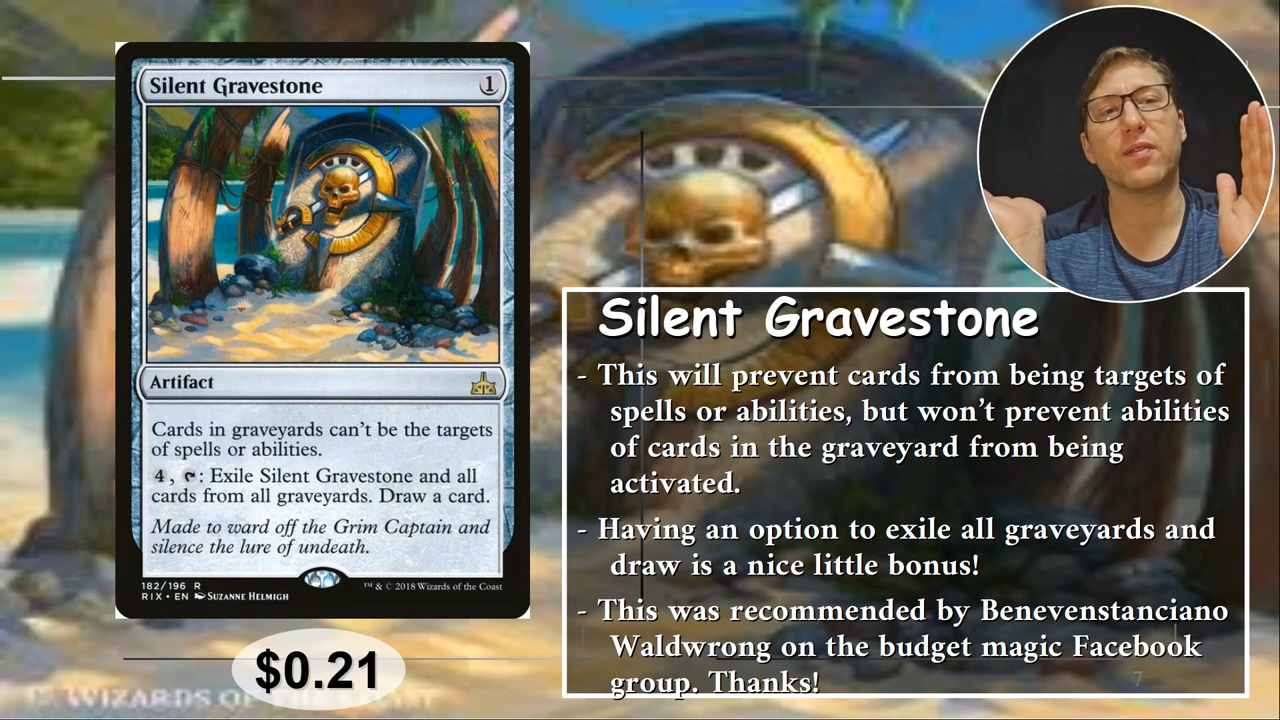 Silent Gravestone 1
Artifact
Cards in graveyards can't be the targets
of spells or abilities.
4, : Exile Silent Gravestone and all
cards from all graveyards. Draw a card.
Made to ward off the Grim Captain and
silence the lure of undeath.
182/196 R
RIX • EN SUZANNE HELMIGH
™ & © 2018 Wizards of the Coast
$0.21
Silent Gravestone
- This will prevent cards from being targets of
spells or abilities, but won't prevent abilities
of cards in the graveyard from being
activated.
- Having an option to exile all graveyards and
draw is a nice little bonus!
- This was recommended by Benevenstanciano
Waldwrong on the budget magic Facebook
group. Thanks!
7
WIZARDS OF